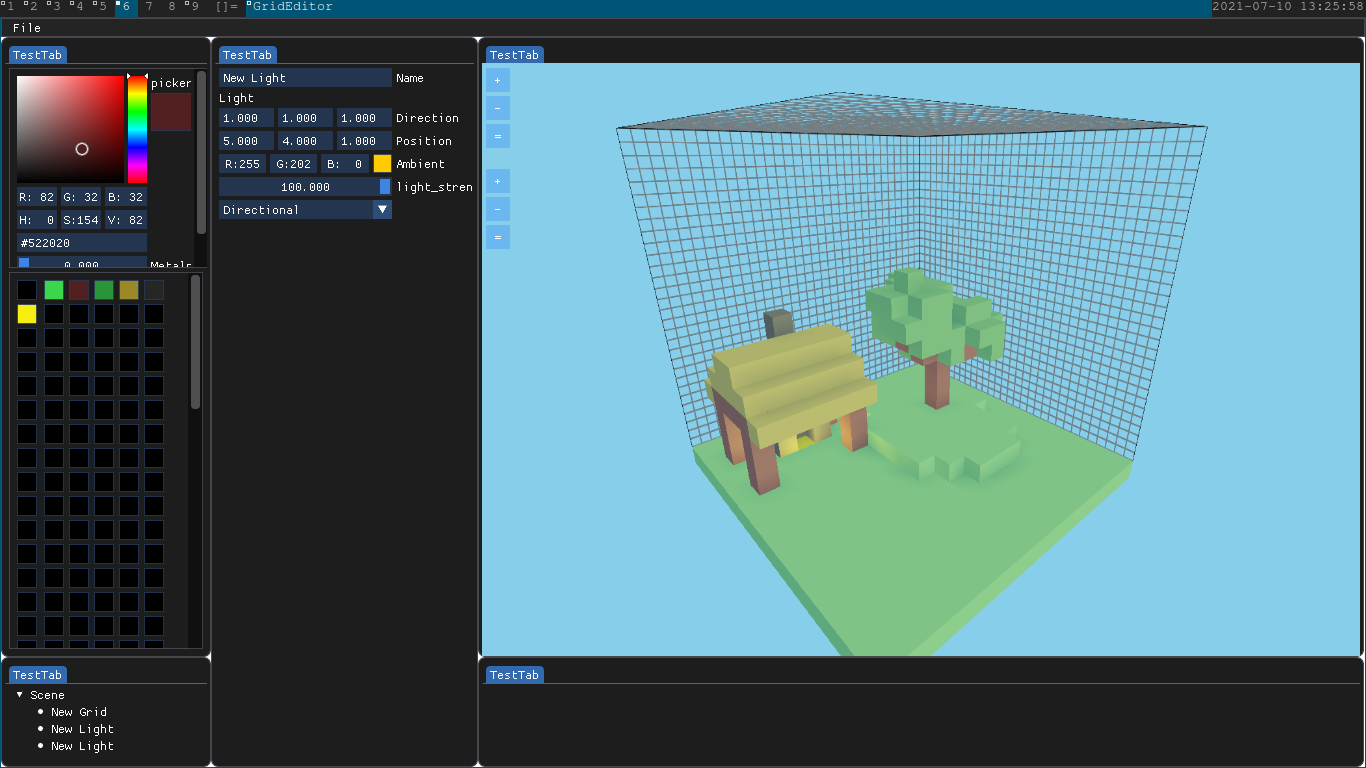 1 2 3 4 5 6 7 8 9 []= GridEditor 2021-07-10 13:25:58
File
TestTab
picker
R: 82 G: 32 B: 32
H: 0 S:154 V: 82
#522020
0.000 Metalr
TestTab
New Light Name
Light
1.000 1.000 1.000 Direction
5.000 4.000 1.000 Position
R:255 G:202 B: 0 Ambient
100.000 light_stren
Directional
TestTab
+
-
=
+
-
=
TestTab
Scene
New Grid
New Light
New Light
TestTab